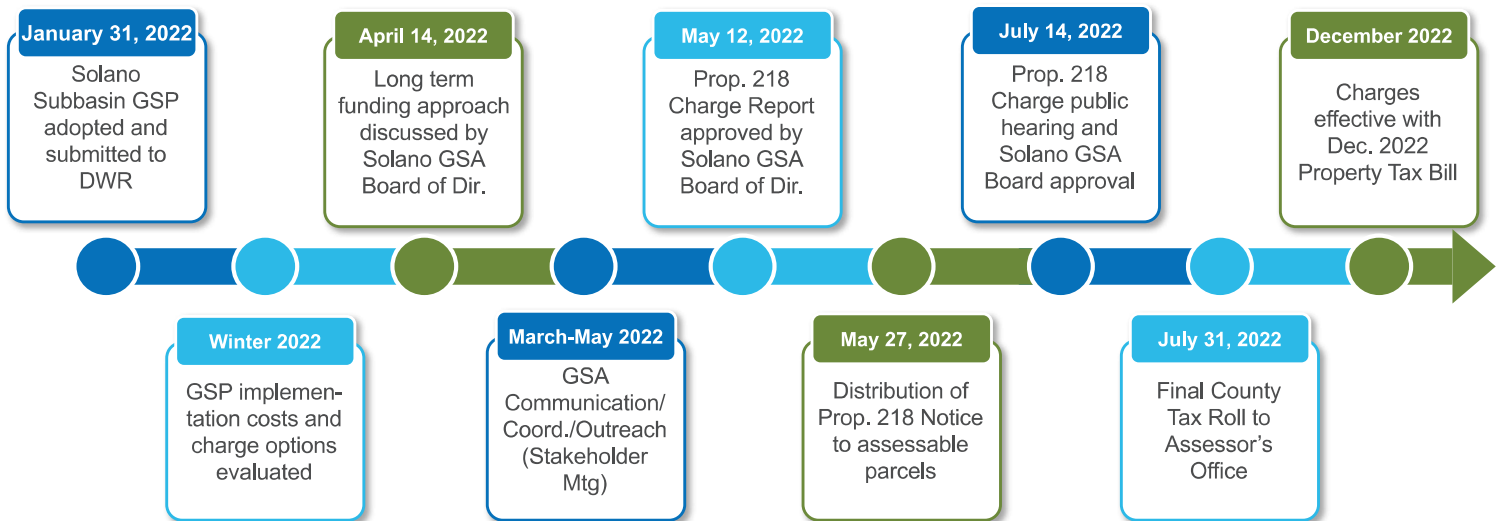 January 31, 2022
Solano
Subbasin GSP
adopted and
submitted to
DWR
April 14, 2022
Long term
funding approach
discussed by
Solano GSA
Board of Dir.
May 12, 2022
Prop. 218
Charge Report
approved by
Solano GSA
Board of Dir.
July 14, 2022
Prop. 218
Charge public
hearing and
Solano GSA
Board approval
December 2022
Charges
effective with
Dec. 2022
Property Tax Bill
Winter 2022
GSP implemen-
tation costs and
charge options
evaluated
March-May 2022
GSA
Communication/
Coord./Outreach
(Stakeholder
Mtg)
May 27, 2022
Distribution of
Prop. 218 Notice
to assessable
parcels
July 31, 2022
Final County
Tax Roll to
Assessor's
Office